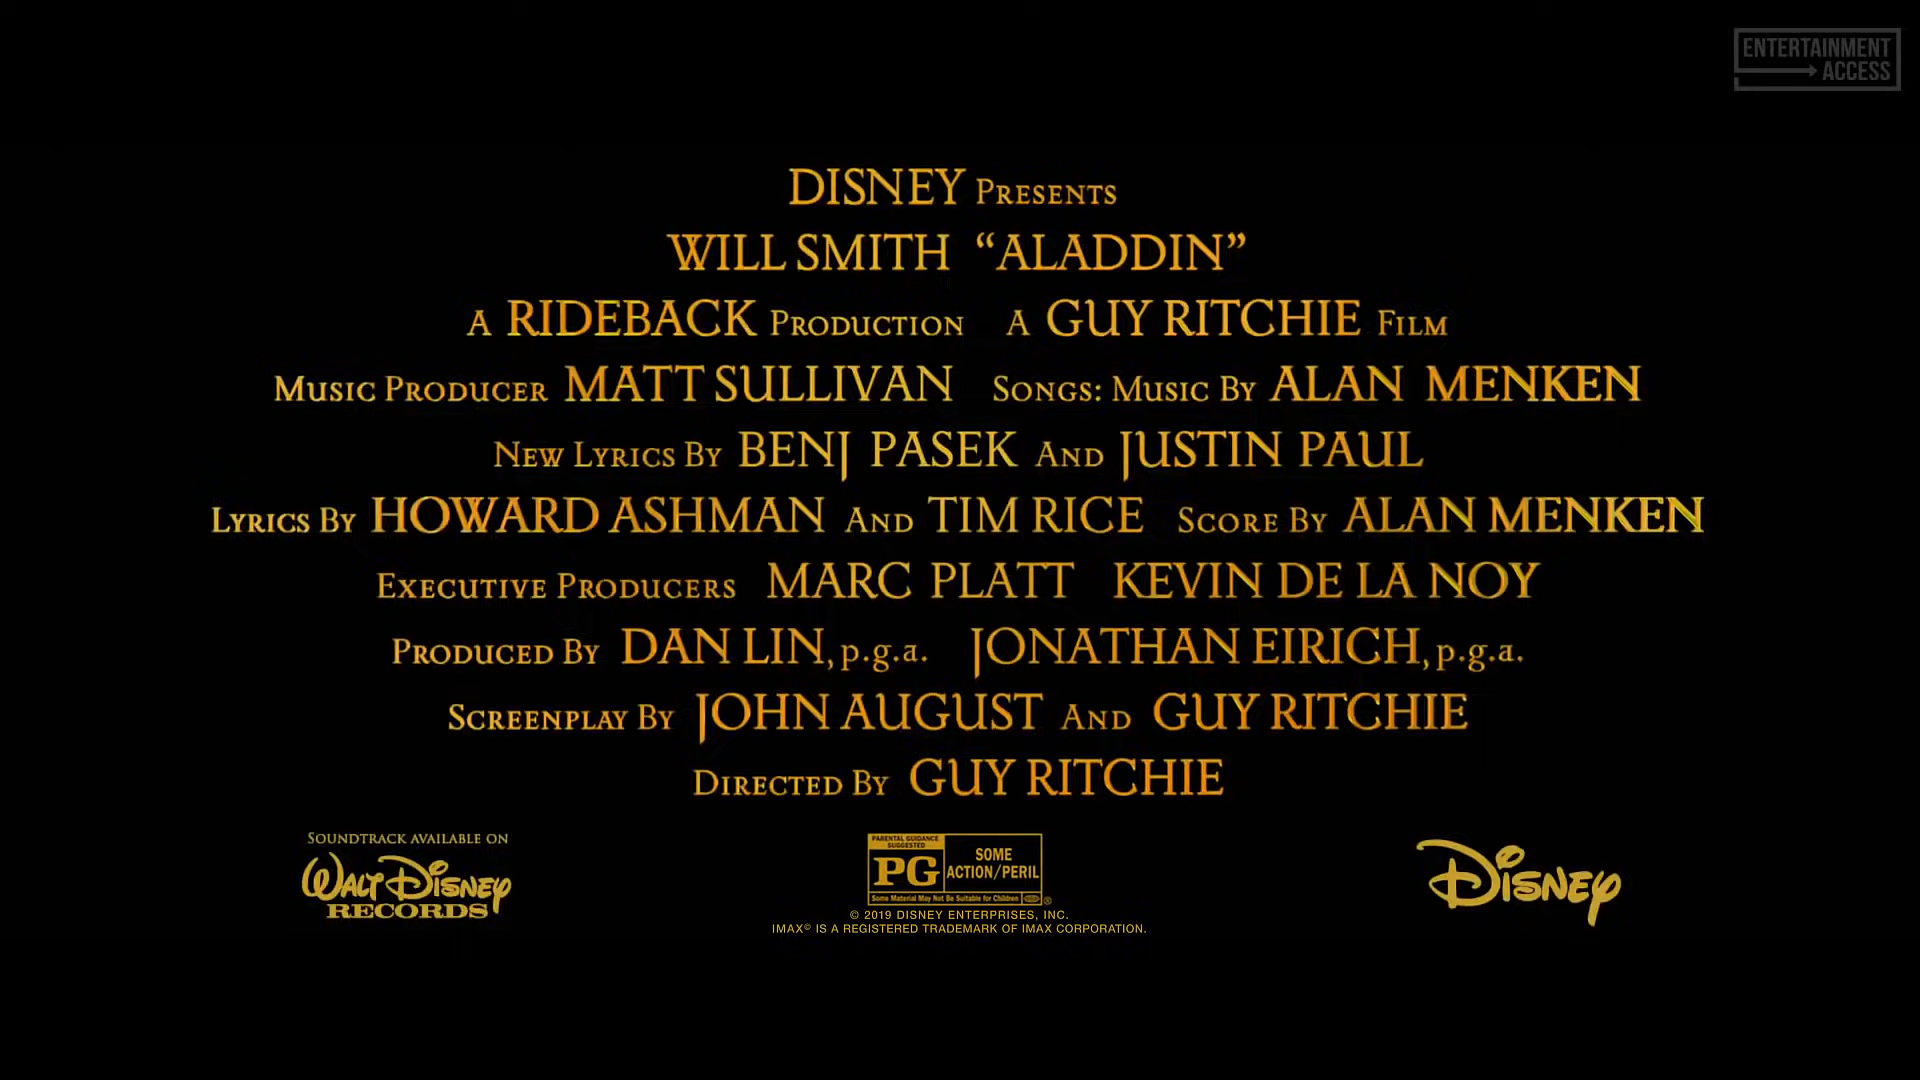 ENTERTAINMENT
ACCESS
DISNEY PRESENTS
WILL SMITH “ALADDIN”
A RIDEBACK PRODUCTION A GUY RITCHIE FILM
MUSIC PRODUCER MATT SULLIVAN SONGS: MUSIC BY ALAN MENKEN
NEW LYRICS BY BENJ PASEK AND JUSTIN PAUL
LYRICS BY HOWARD ASHMAN AND TIM RICE SCORE BY ALAN MENKEN
EXECUTIVE PRODUCERS MARC PLATT KEVIN DE LA NOY
PRODUCED BY DAN LIN, p.g.a. JONATHAN EIRICH, p.g.a.
SCREENPLAY BY JOHN AUGUST AND GUY RITCHIE
DIRECTED BY GUY RITCHIE
SOUNDTRACK AVAILABLE ON
WALT DISNEY
RECORDS
PARENTAL GUIDANCE
SUGGESTED
PG
SOME
ACTION/PERIL
Some Material May Not Be Suitable for Children
© 2019 DISNEY ENTERPRISES, INC.
IMAX© IS A REGISTERED TRADEMARK OF IMAX CORPORATION.
DISNEY